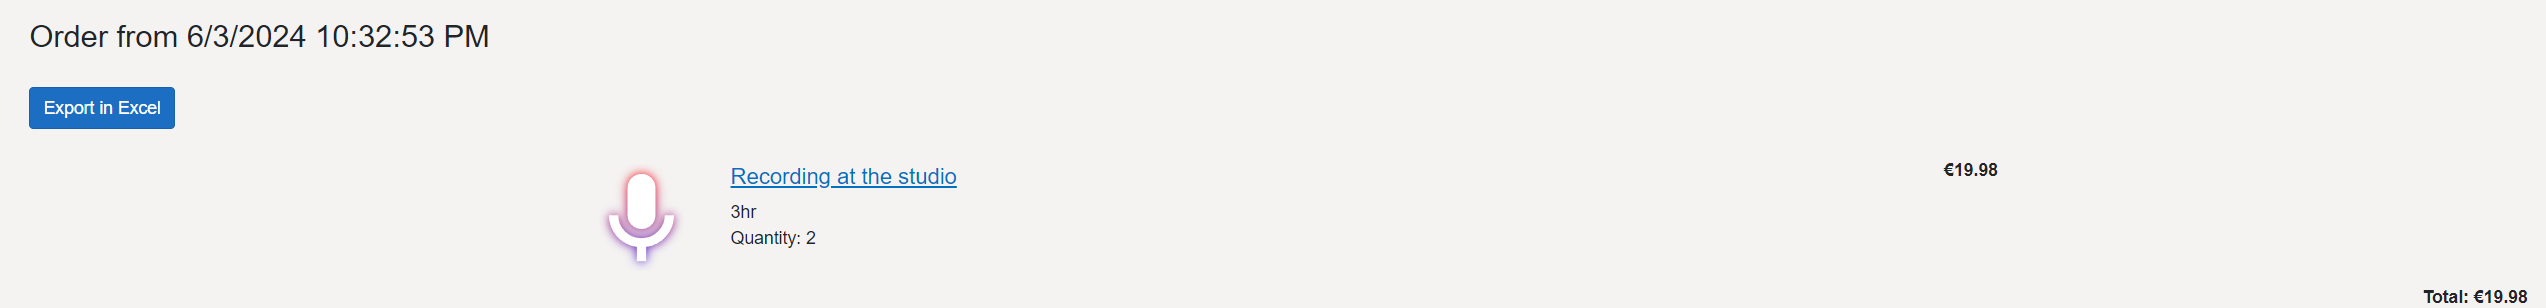 Order from 6/3/2024 10:32:53 PM
Export in Excel
Recording at the studio
€19.98
3hr
Quantity: 2
Total: €19.98